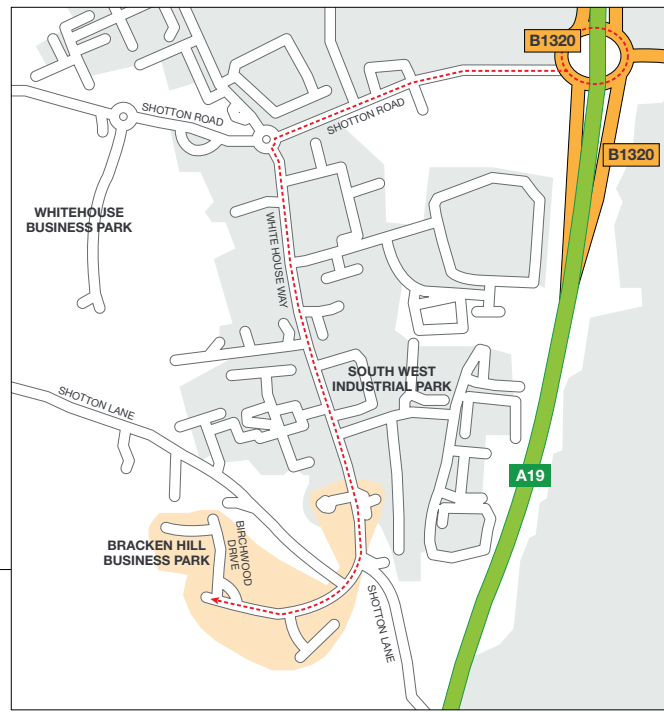 B1320
SHOTTON ROAD
SHOTTON ROAD
B1320
WHITEHOUSE
BUSINESS PARK
WHITE HOUSE WAY
SOUTH WEST
INDUSTRIAL PARK
SHOTTON LANE
A19
BRACKEN HILL
BUSINESS PARK
BIRCHWOOD
DRIVE
SHOTTON LANE